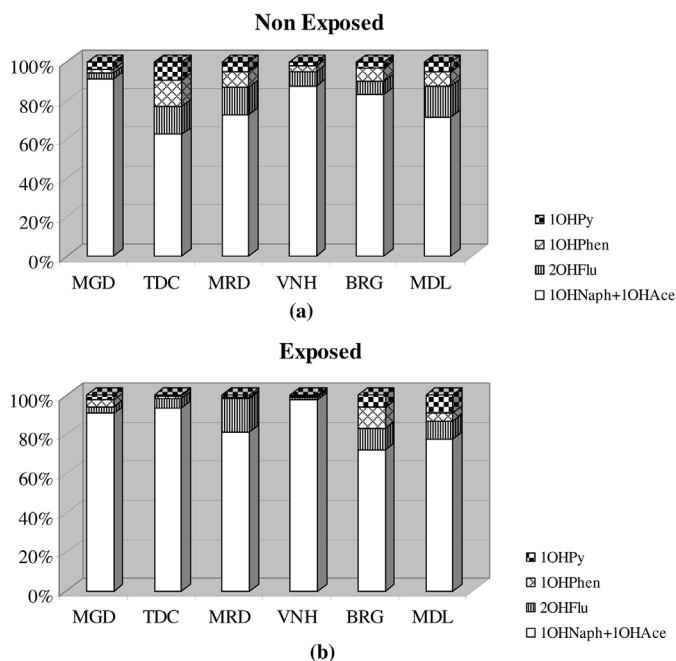 Non Exposed
100%
80%
60%
40%
20%
0%
MGD TDC MRD VNH BRG MDL
1OHPy
1OHPhen
2OHFlu
1OHNaph+1OHAce
(a)
Exposed
100%
80%
60%
40%
20%
0%
MGD TDC MRD VNH BRG MDL
1OHPy
1OHPhen
2OHFlu
1OHNaph+1OHAce
(b)